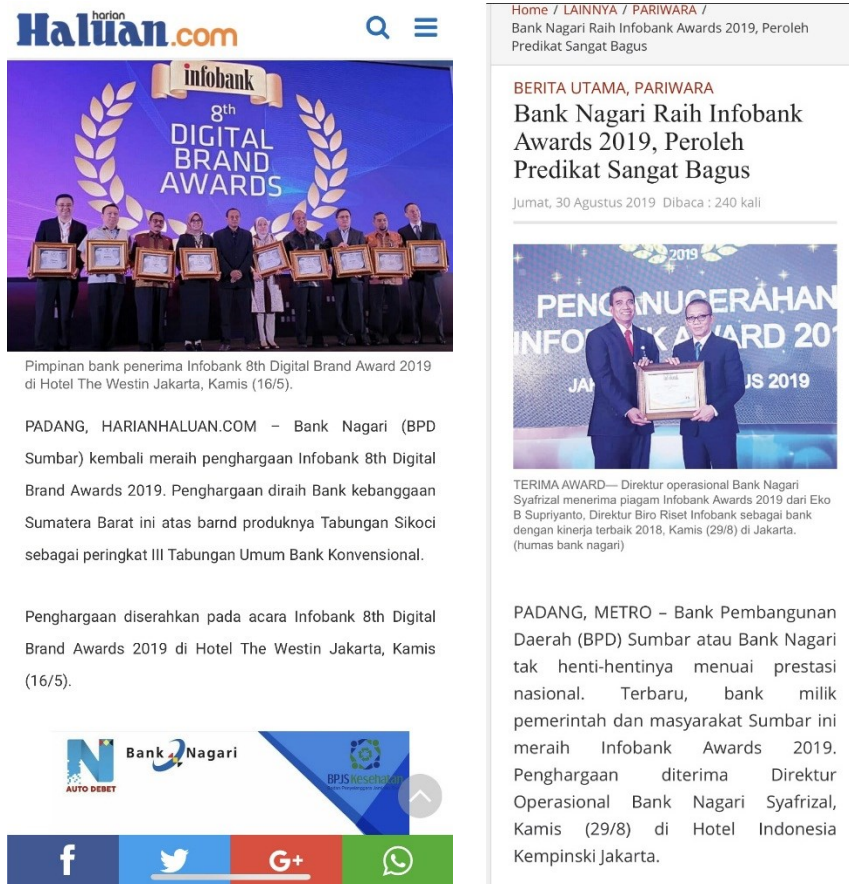 harian
Haluan.com
infobank
8th
DIGITAL
BRAND
AWARDS
Pimpinan bank penerima Infobank 8th Digital Brand Award 2019
di Hotel The Westin Jakarta, Kamis (16/5).
PADANG, HARIANHALUAN.COM – Bank Nagari (BPD
Sumbar) kembali meraih penghargaan Infobank 8th Digital
Brand Awards 2019. Penghargaan diraih Bank kebanggaan
Sumatera Barat ini atas barnd produknya Tabungan Sikoci
sebagai peringkat III Tabungan Umum Bank Konvensional.
Penghargaan diserahkan pada acara Infobank 8th Digital
Brand Awards 2019 di Hotel The Westin Jakarta, Kamis
(16/5).
N
AUTO DEBET
Bank Nagari
BPJS Kesehatan
f
G+
Home / LAINNYA / PARIWARA /
Bank Nagari Raih Infobank Awards 2019, Peroleh
Predikat Sangat Bagus
BERITA UTAMA, PARIWARA
Bank Nagari Raih Infobank
Awards 2019, Peroleh
Predikat Sangat Bagus
Jumat, 30 Agustus 2019 Dibaca : 240 kali
2019
PENGANUGERAHAN
INFO K AWARD 201
JA US 2019
TERIMA AWARD— Direktur operasional Bank Nagari
Syafrizal menerima piagam Infobank Awards 2019 dari Eko
B Supriyanto, Direktur Biro Riset Infobank sebagai bank
dengan kinerja terbaik 2018, Kamis (29/8) di Jakarta.
(humas bank nagari)
PADANG, METRO – Bank Pembangunan
Daerah (BPD) Sumbar atau Bank Nagari
tak henti-hentinya menuai prestasi
nasional. Terbaru, bank milik
pemerintah dan masyarakat Sumbar ini
meraih Infobank Awards 2019.
Penghargaan diterima Direktur
Operasional Bank Nagari Syafrizal,
Kamis (29/8) di Hotel Indonesia
Kempinski Jakarta.